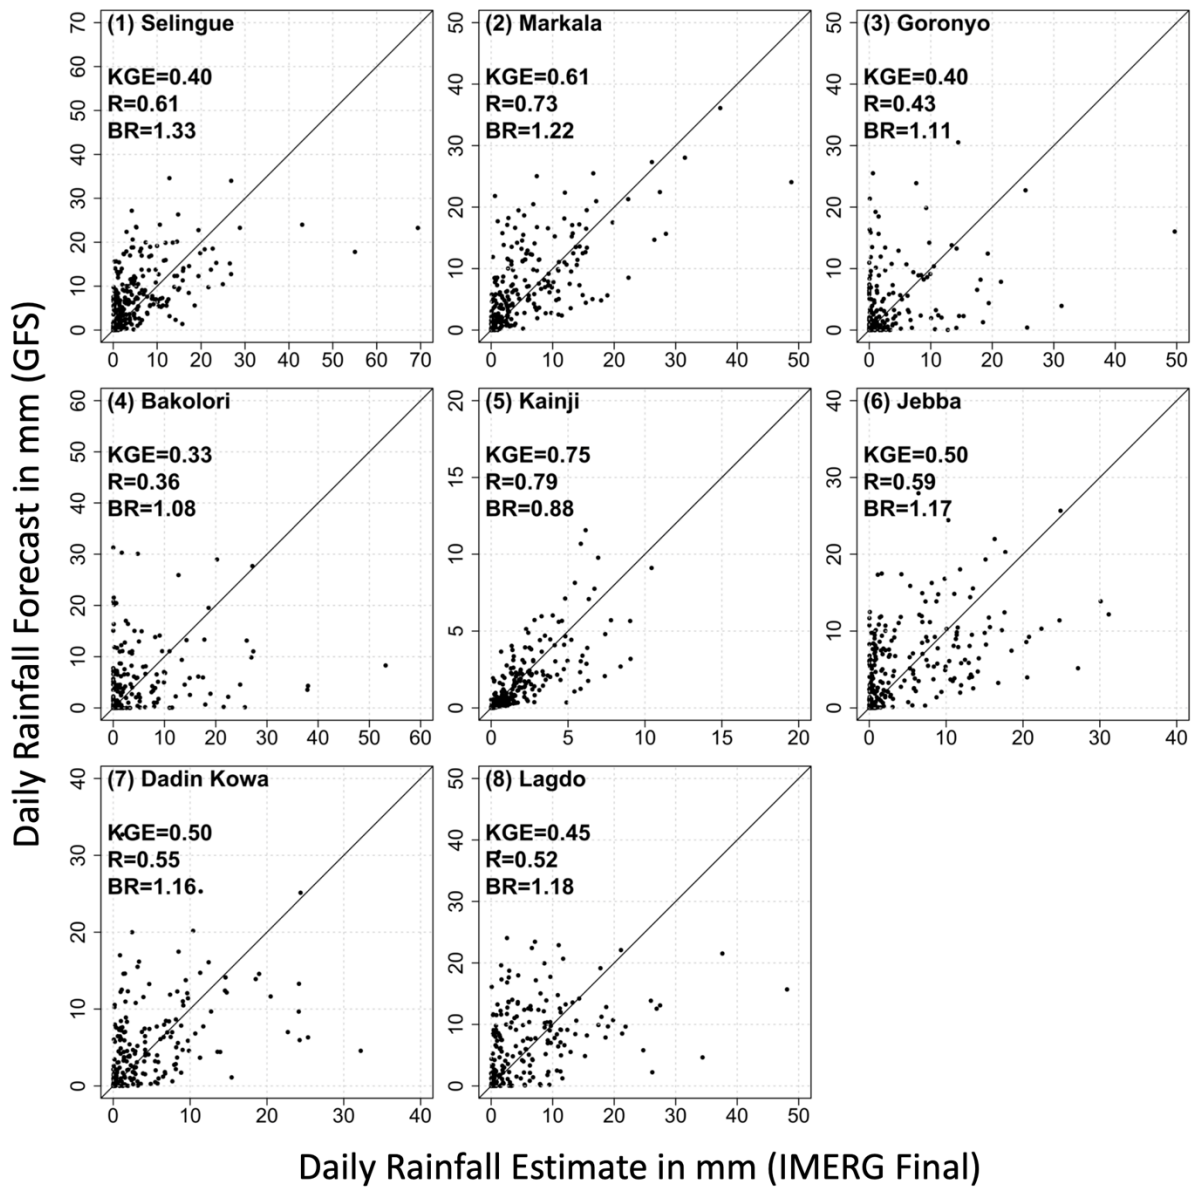 Daily Rainfall Forecast in mm (GFS)
(1) Selingue
KGE=0.40
R=0.61
BR=1.33
70
60
50
40
30
20
10
0
0 10 20 30 40 50 60 70
(2) Markala
KGE=0.61
R=0.73
BR=1.22
50
40
30
20
10
0
0 10 20 30 40 50
(3) Goronyo
KGE=0.40
R=0.43
BR=1.11
50
40
30
20
10
0
0 10 20 30 40 50
(4) Bakolori
KGE=0.33
R=0.36
BR=1.08
60
50
40
30
20
10
0
0 10 20 30 40 50 60
(5) Kainji
KGE=0.75
R=0.79
BR=0.88
20
15
10
5
0
0 5 10 15 20
(6) Jebba
KGE=0.50
R=0.59
BR=1.17
40
30
20
10
0
0 10 20 30 40
(7) Dadin Kowa
KGE=0.50
R=0.55
BR=1.16
40
30
20
10
0
0 10 20 30 40
(8) Lagdo
KGE=0.45
R=0.52
BR=1.18
50
40
30
20
10
0
0 10 20 30 40 50
Daily Rainfall Estimate in mm (IMERG Final)